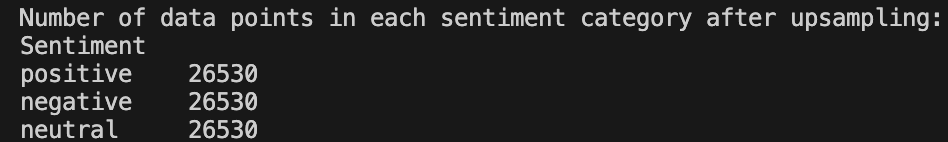 Number of data points in each sentiment category after upsampling:
Sentiment
positive    26530
negative    26530
neutral     26530